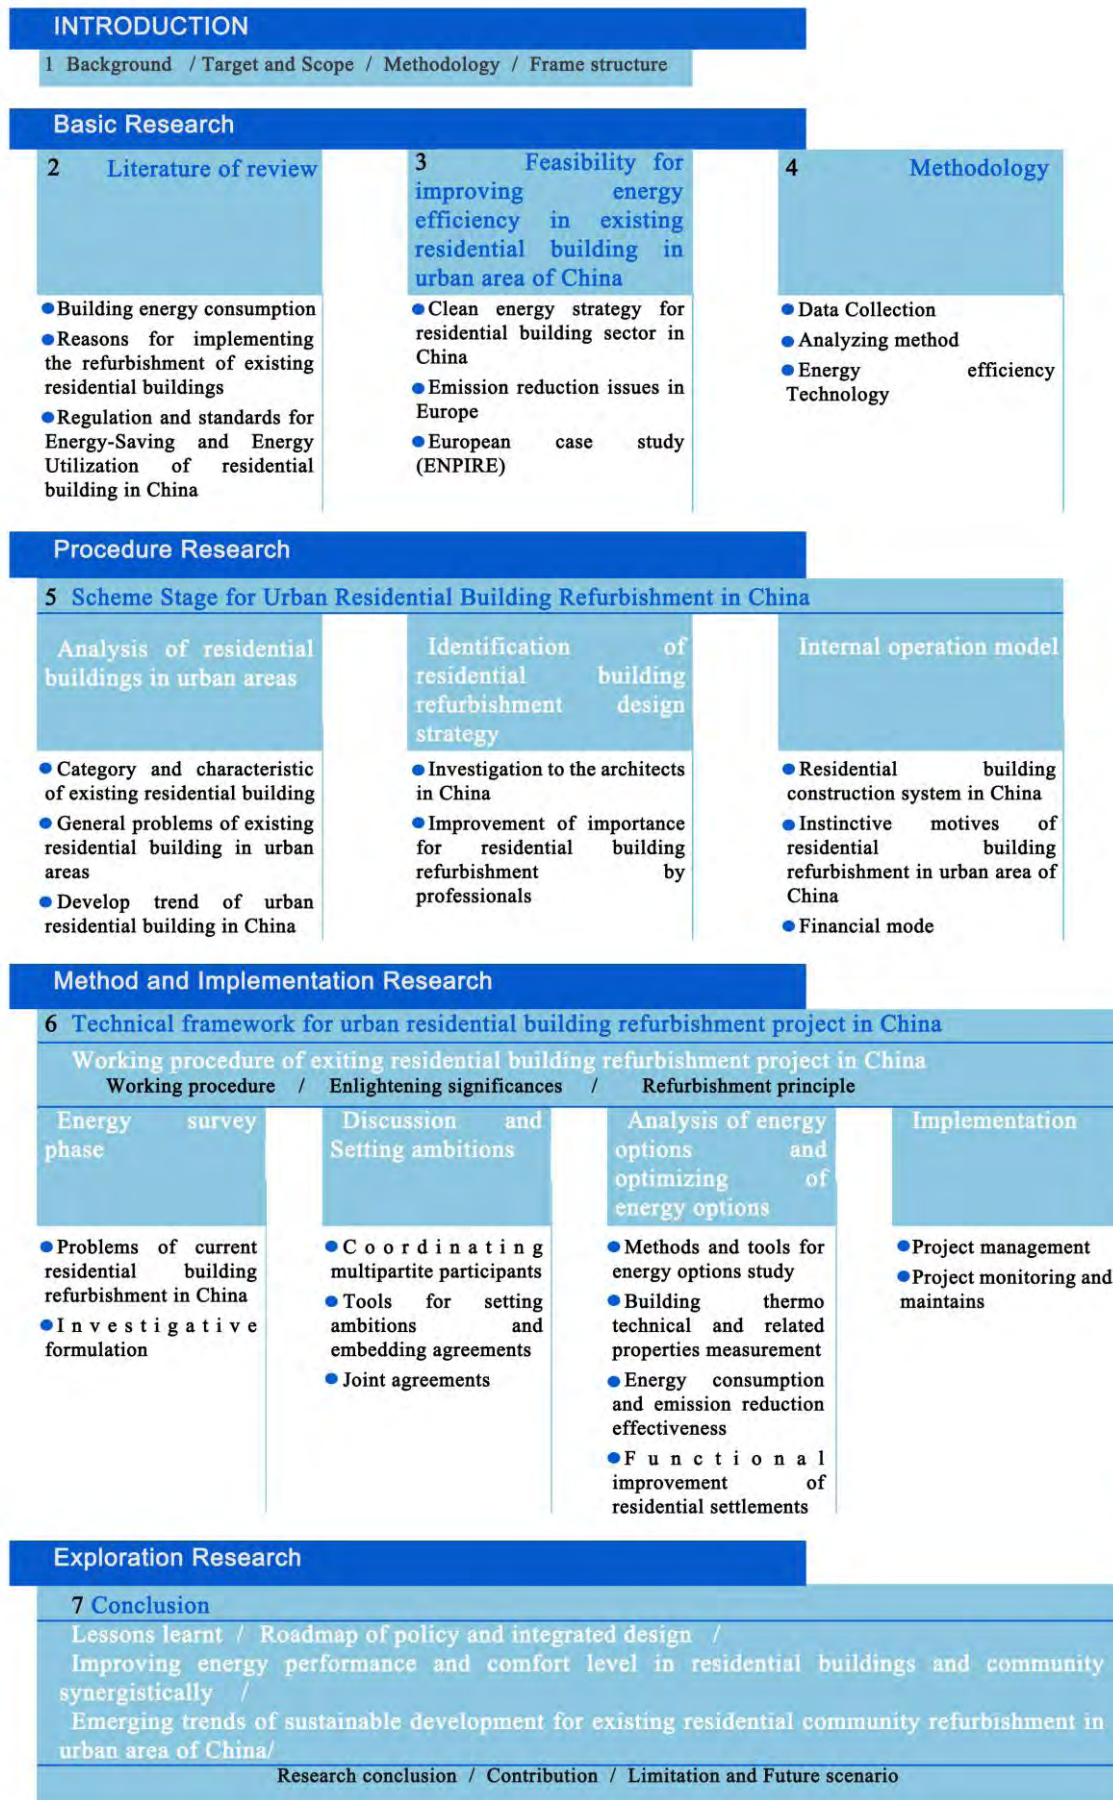 INTRODUCTION
1 Background / Target and Scope / Methodology / Frame structure
Basic Research
2 Literature of review
●Building energy consumption
●Reasons for implementing
the refurbishment of existing
residential buildings
●Regulation and standards for
Energy-Saving and Energy
Utilization of residential
building in China
3 Feasibility for
improving energy
efficiency in existing
residential building in
urban area of China
●Clean energy strategy for
residential building sector in
China
●Emission reduction issues in
Europe
●European case study
(ENPIRE)
4 Methodology
●Data Collection
●Analyzing method
●Energy efficiency
Technology
Procedure Research
5 Scheme Stage for Urban Residential Building Refurbishment in China
Analysis of residential
buildings in urban areas
●Category and characteristic
of existing residential building
●General problems of existing
residential building in urban
areas
●Develop trend of urban
residential building in China
Identification of
residential building
refurbishment design
strategy
●Investigation to the architects
in China
●Improvement of importance
for residential building
refurbishment by
professionals
Internal operation model
●Residential building
construction system in China
●Instinctive motives of
residential building
refurbishment in urban area of
China
●Financial mode
Method and Implementation Research
6 Technical framework for urban residential building refurbishment project in China
Working procedure of exiting residential building refurbishment project in China
Working procedure / Enlightening significances / Refurbishment principle
Energy survey
phase
●Problems of current
residential building
refurbishment in China
●Investigative
formulation
Discussion and
Setting ambitions
●Coordinating
multipartite participants
●Tools for setting
ambitions and
embedding agreements
●Joint agreements
Analysis of energy
options and
optimizing of
energy options
●Methods and tools for
energy options study
●Building thermo
technical and related
properties measurement
●Energy consumption
and emission reduction
effectiveness
●Functional
improvement of
residential settlements
Implementation
●Project management
●Project monitoring and
maintains
Exploration Research
7 Conclusion
Lessons learnt / Roadmap of policy and integrated design /
Improving energy performance and comfort level in residential buildings and community
synergistically /
Emerging trends of sustainable development for existing residential community refurbishment in
urban area of China/
Research conclusion / Contribution / Limitation and Future scenario